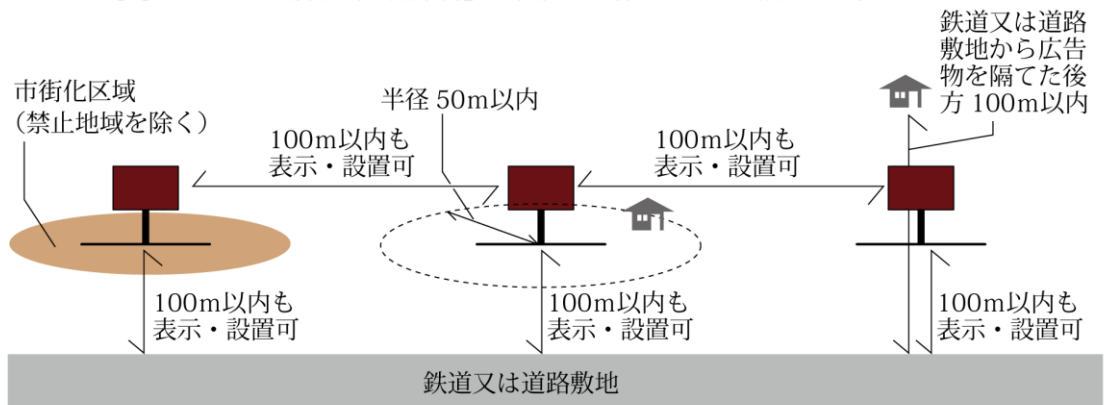 鉄道又は道路
敷地から広告
物を隔てた後
方 100m以内
市街化区域
（禁止地域を除く）
半径 50m以内
100m以内も
表示・設置可
100m以内も
表示・設置可
100m以内も
表示・設置可
100m以内も
表示・設置可
100m以内も
表示・設置可
鉄道又は道路敷地